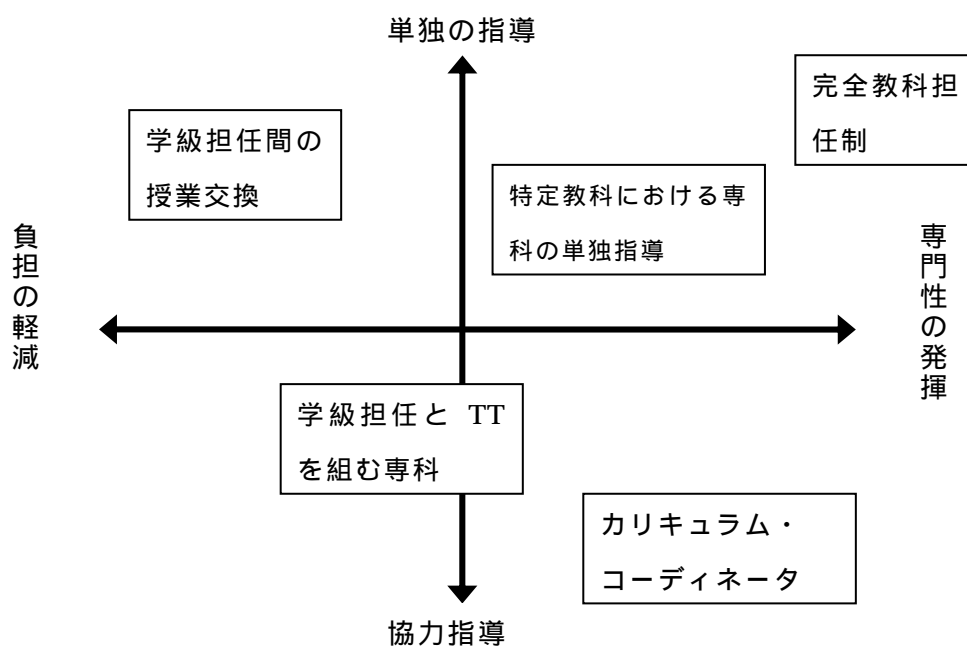 単独の指導
完全教科担
任制
学級担任間の
授業交換
特定教科における専
科の単独指導
負担の軽減
専門性の発揮
学級担任と TT
を組む専科
カリキュラム・
コーディネータ
協力指導